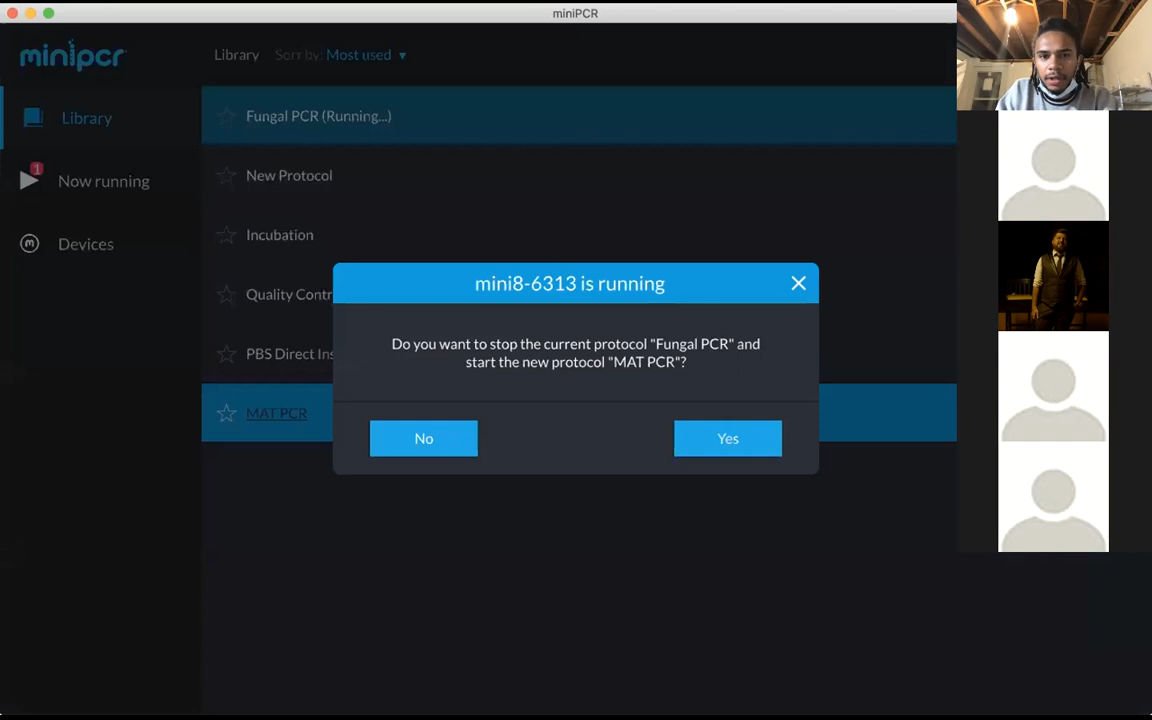 miniPCR
minipcr
Library Sort by: Most used
Library
Now running
1
Devices
Fungal PCR (Running...)
New Protocol
Incubation
Quality Contr
PBS Direct Ins
MAT PCR
mini8-6313 is running
Do you want to stop the current protocol "Fungal PCR" and
start the new protocol "MAT PCR"?
No
Yes